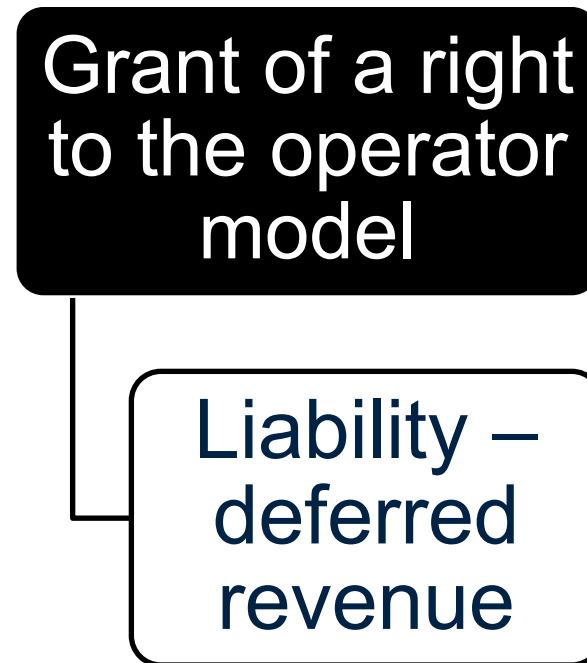 Grant of a right
to the operator
model
Liability –
deferred
revenue